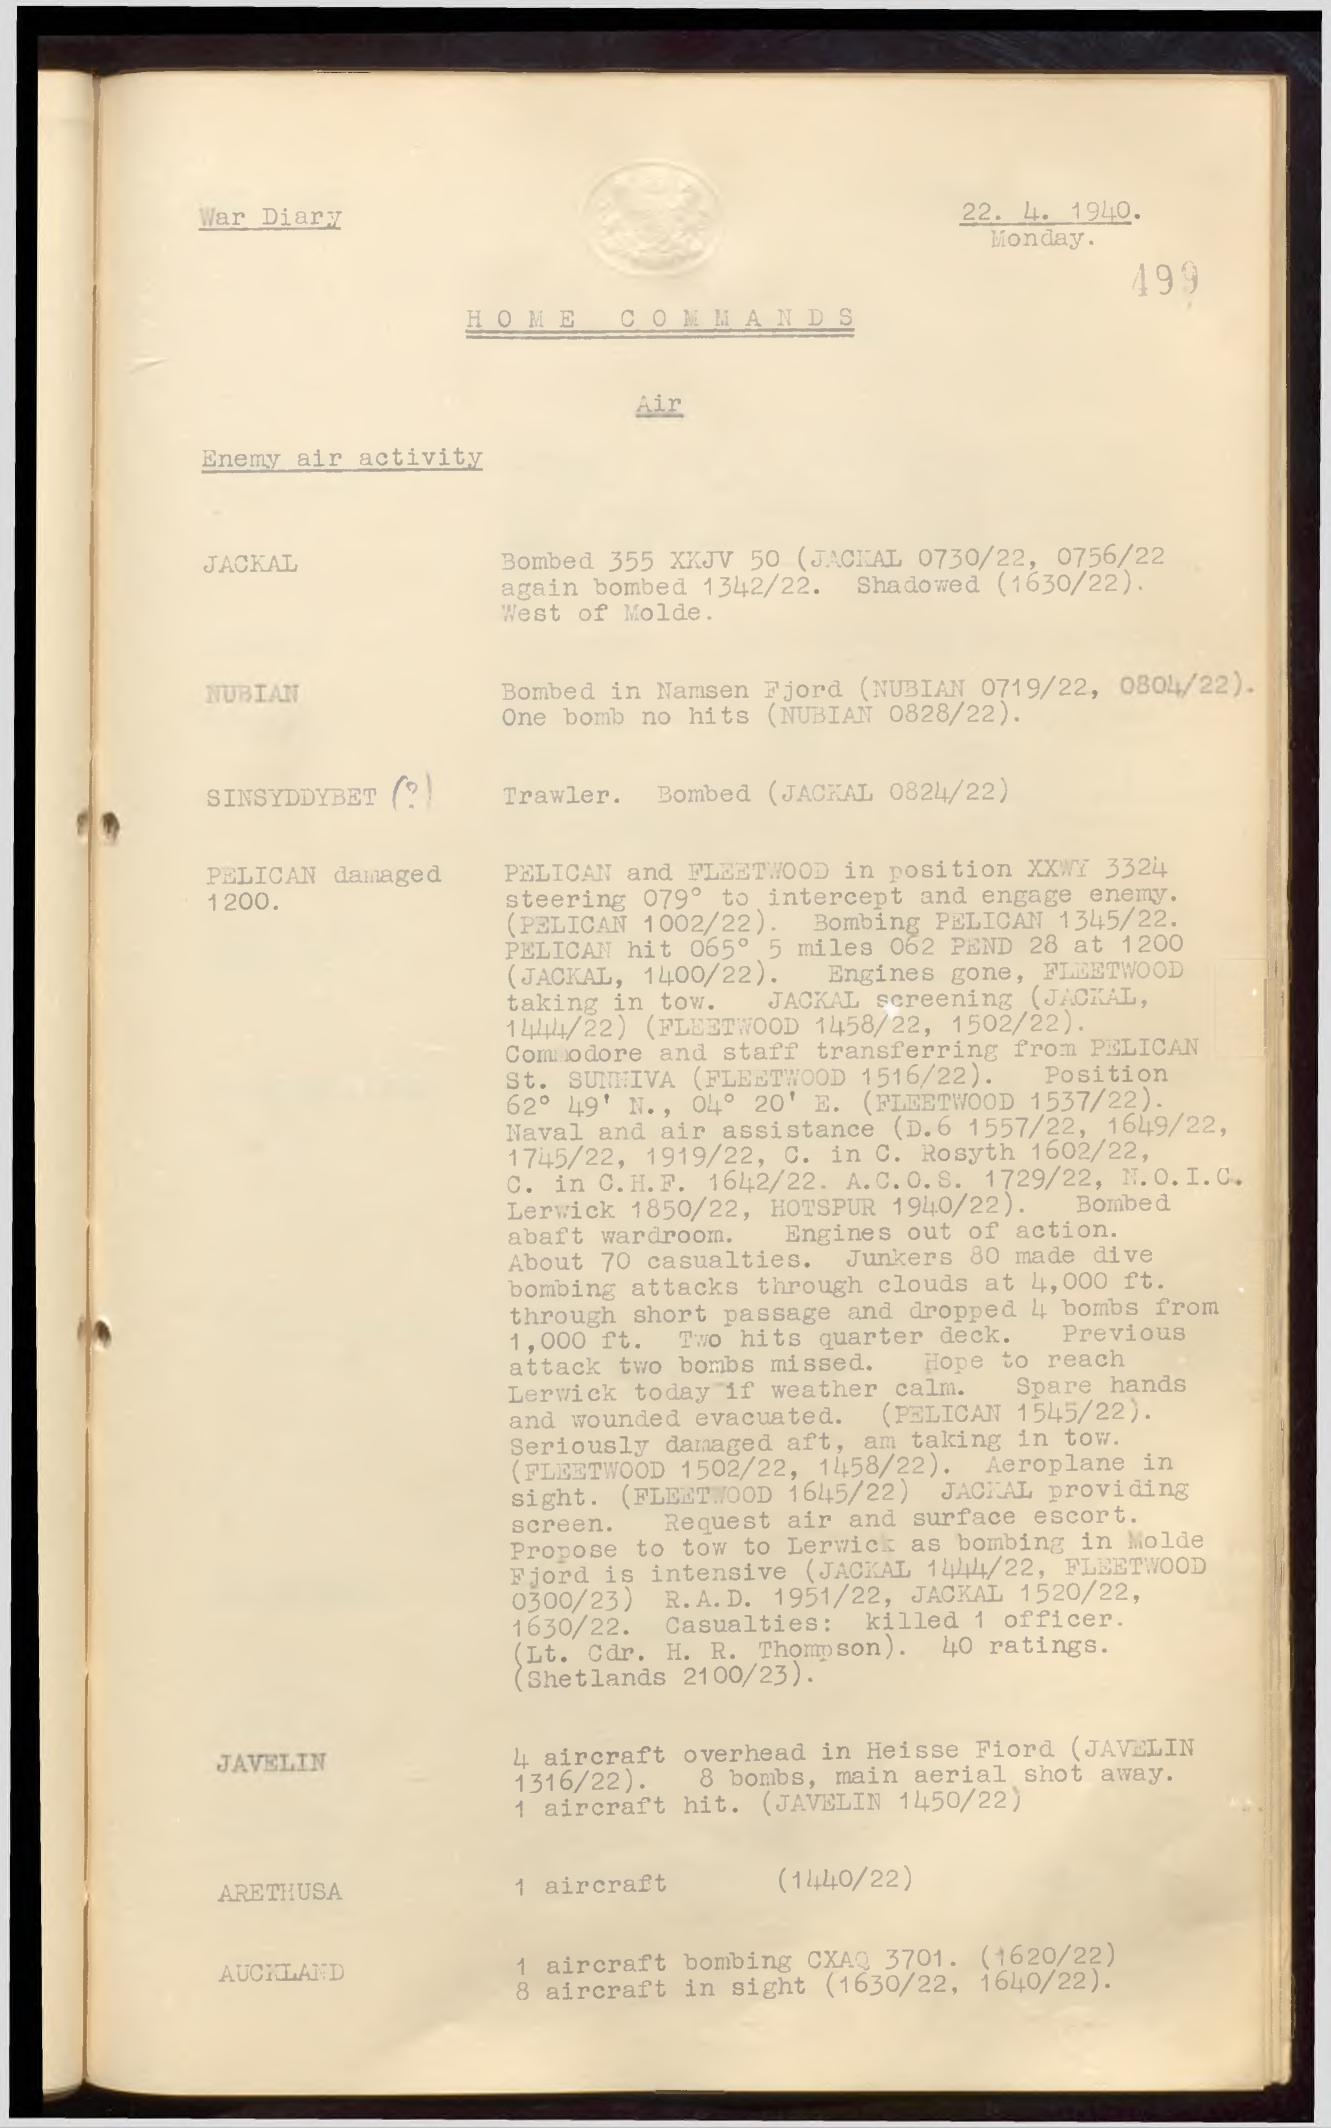 War Diary
22. 4. 1940.
Monday.
499
HOME COMMANDS
Air
Enemy air activity
JACKAL
Bombed 355 XKJV 50 (JACKAL 0730/22, 0756/22
again bombed 1342/22. Shadowed (1630/22).
West of Molde.
NUBIAN
Bombed in Namsen Fjord (NUBIAN 0719/22, 0804/22).
One bomb no hits (NUBIAN 0828/22).
SINSYDDYBET (?)
Trawler. Bombed (JACKAL 0824/22)
PELICAN damaged
1200.
PELICAN and FLEETWOOD in position XXWY 3324
steering 079° to intercept and engage enemy.
(PELICAN 1002/22). Bombing PELICAN 1345/22.
PELICAN hit 065° 5 miles 062 PEND 28 at 1200
(JACKAL, 1400/22). Engines gone, FLEETWOOD
taking in tow. JACKAL screening (JACKAL,
1444/22) (FLEETWOOD 1458/22, 1502/22).
Commodore and staff transferring from PELICAN
St. SUNNIVA (FLEETWOOD 1516/22). Position
62° 49' N., 04° 20' E. (FLEETWOOD 1537/22).
Naval and air assistance (D.6 1557/22, 1649/22,
1745/22, 1919/22, C. in C. Rosyth 1602/22,
C. in C.H.F. 1642/22. A.C.O.S. 1729/22, N.O.I.C.
Lerwick 1850/22, HOTSPUR 1940/22). Bombed
abaft wardroom. Engines out of action.
About 70 casualties. Junkers 80 made dive
bombing attacks through clouds at 4,000 ft.
through short passage and dropped 4 bombs from
1,000 ft. Two hits quarter deck. Previous
attack two bombs missed. Hope to reach
Lerwick today if weather calm. Spare hands
and wounded evacuated. (PELICAN 1545/22).
Seriously damaged aft, am taking in tow.
(FLEETWOOD 1502/22, 1458/22). Aeroplane in
sight. (FLEETWOOD 1645/22) JACKAL providing
screen. Request air and surface escort.
Propose to tow to Lerwick as bombing in Molde
Fjord is intensive (JACKAL 1444/22, FLEETWOOD
0300/23) R.A.D. 1951/22, JACKAL 1520/22,
1630/22. Casualties: killed 1 officer.
(Lt. Cdr. H. R. Thompson). 40 ratings.
(Shetlands 2100/23).
JAVELIN
4 aircraft overhead in Heisse Fiord (JAVELIN
1316/22). 8 bombs, main aerial shot away.
1 aircraft hit. (JAVELIN 1450/22)
ARETHUSA
1 aircraft (1440/22)
AUCKLAND
1 aircraft bombing CXAQ 3701. (1620/22)
8 aircraft in sight (1630/22, 1640/22).